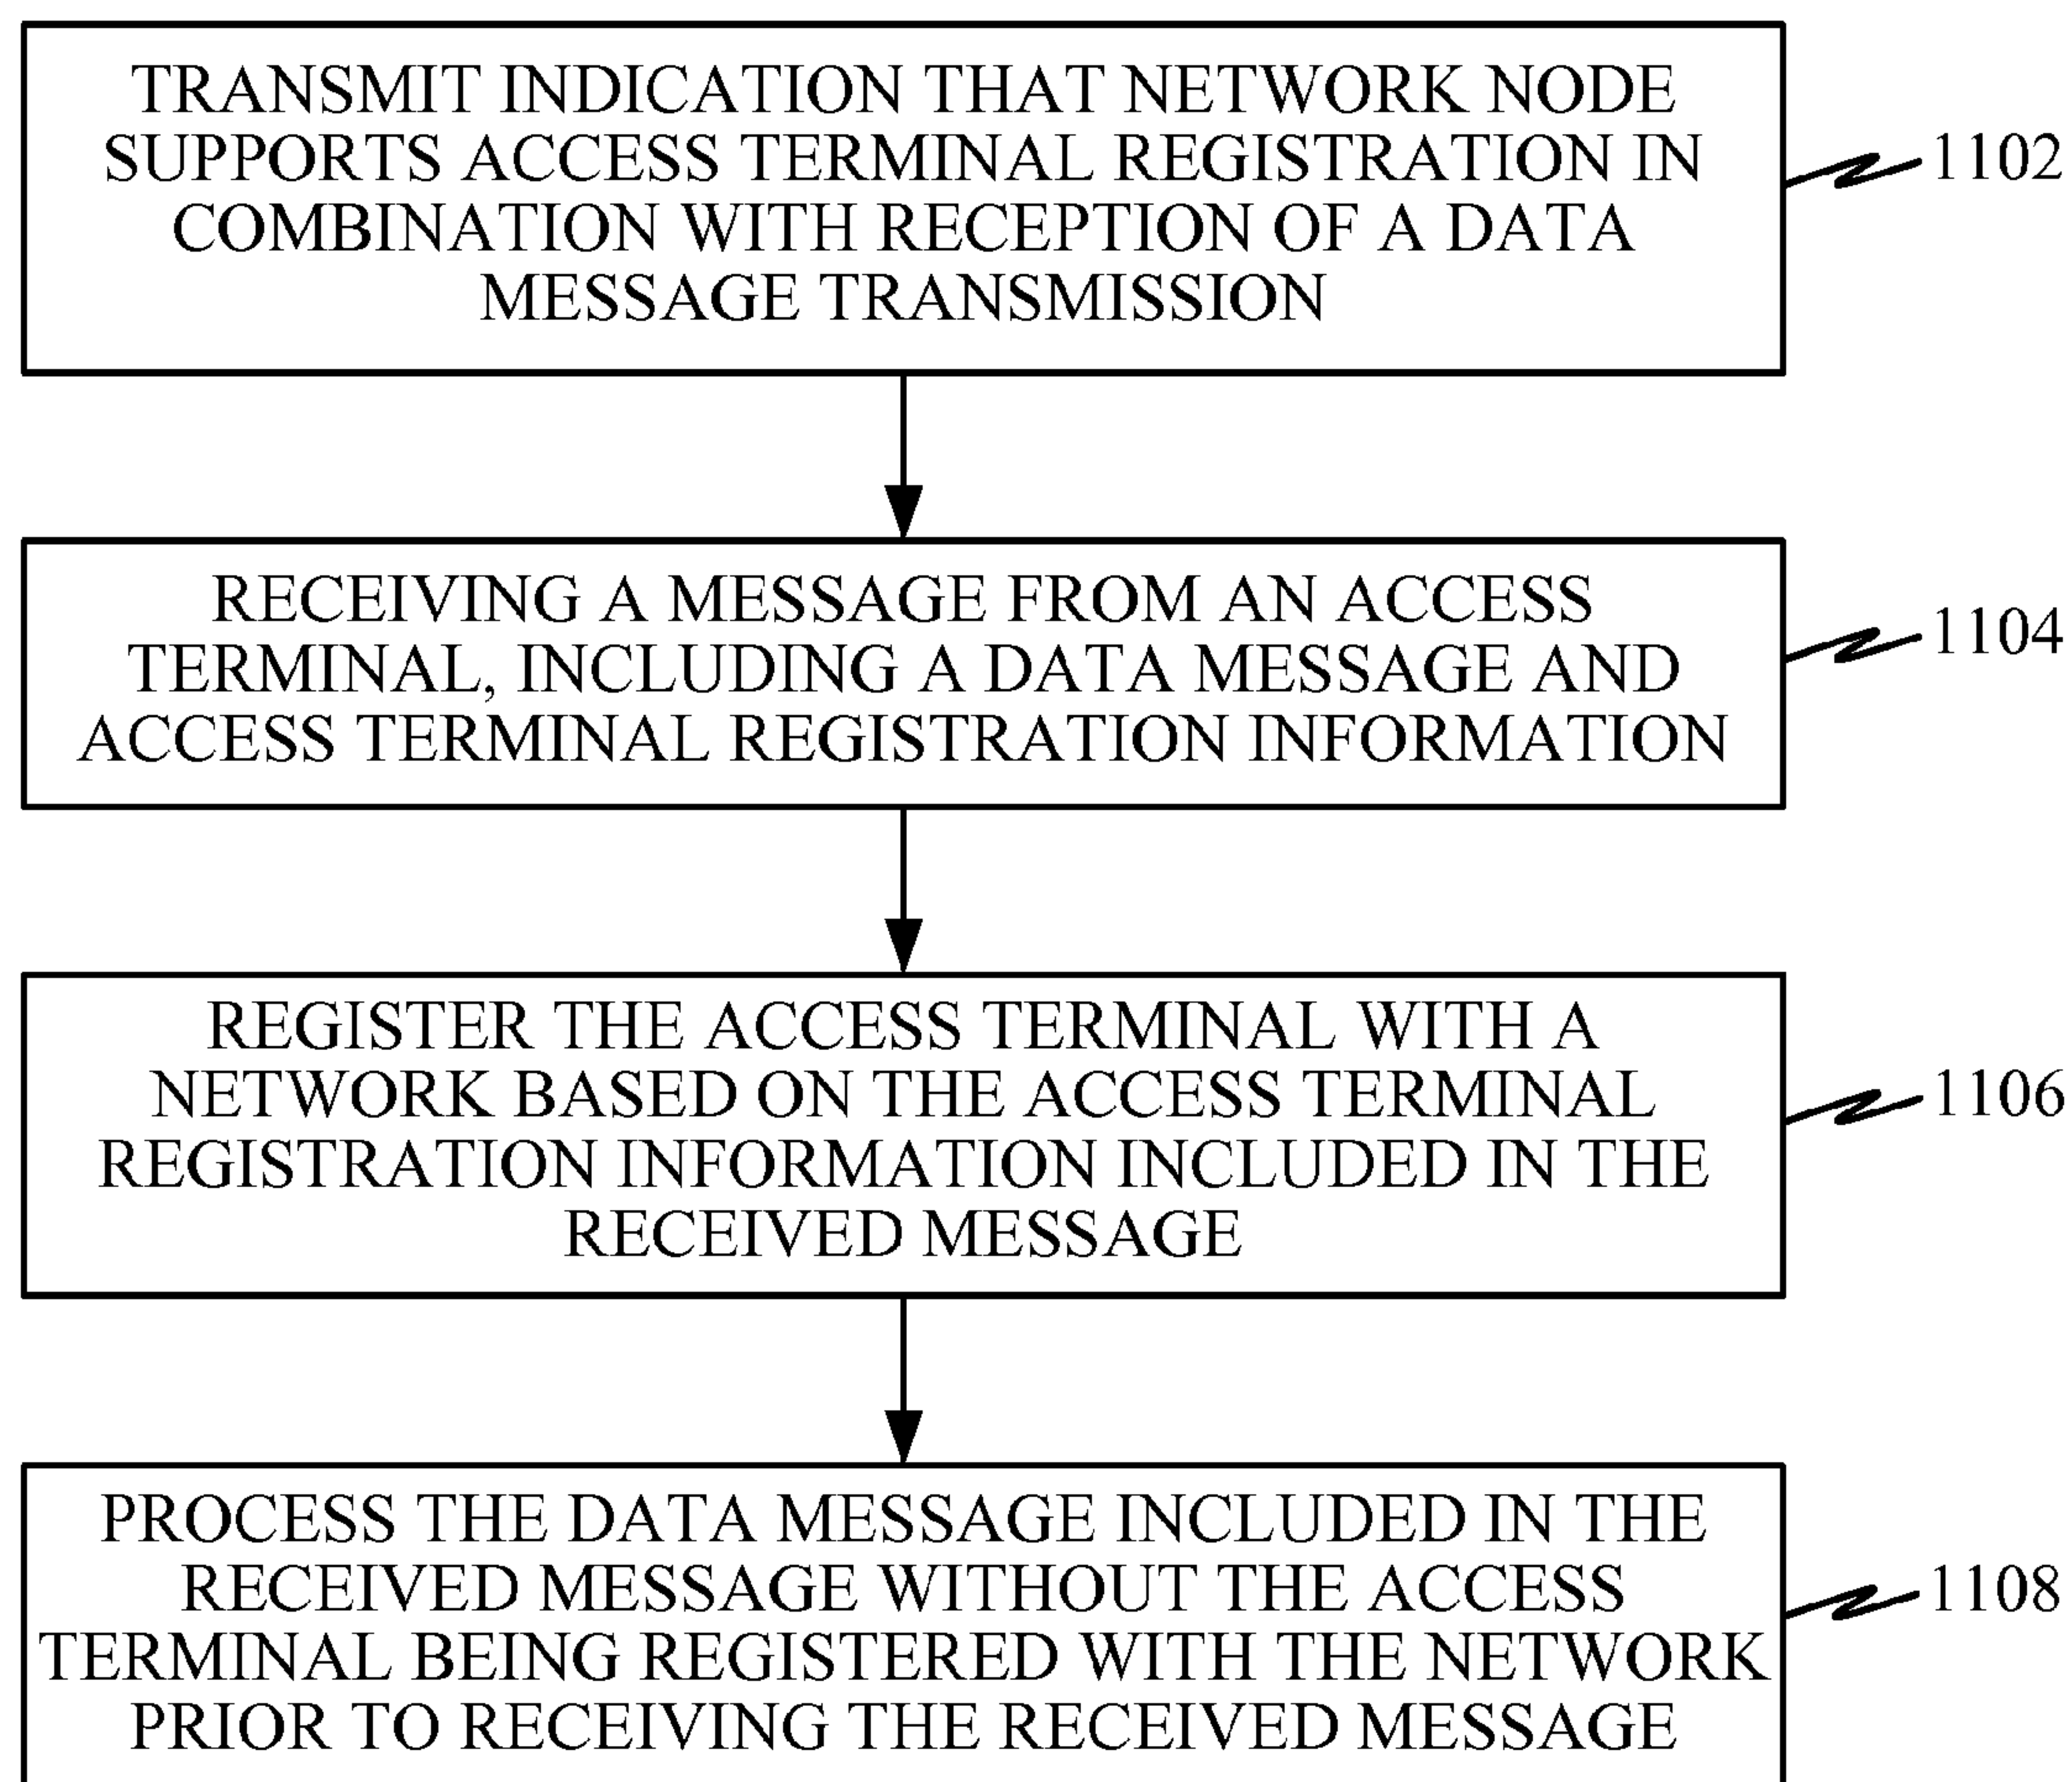 TRANSMIT INDICATION THAT NETWORK NODE
SUPPORTS ACCESS TERMINAL REGISTRATION IN
COMBINATION WITH RECEPTION OF A DATA
MESSAGE TRANSMISSION
1102
RECEIVING A MESSAGE FROM AN ACCESS
TERMINAL, INCLUDING A DATA MESSAGE AND
ACCESS TERMINAL REGISTRATION INFORMATION
1104
REGISTER THE ACCESS TERMINAL WITH A
NETWORK BASED ON THE ACCESS TERMINAL
REGISTRATION INFORMATION INCLUDED IN THE
RECEIVED MESSAGE
1106
PROCESS THE DATA MESSAGE INCLUDED IN THE
RECEIVED MESSAGE WITHOUT THE ACCESS
TERMINAL BEING REGISTERED WITH THE NETWORK
PRIOR TO RECEIVING THE RECEIVED MESSAGE
1108